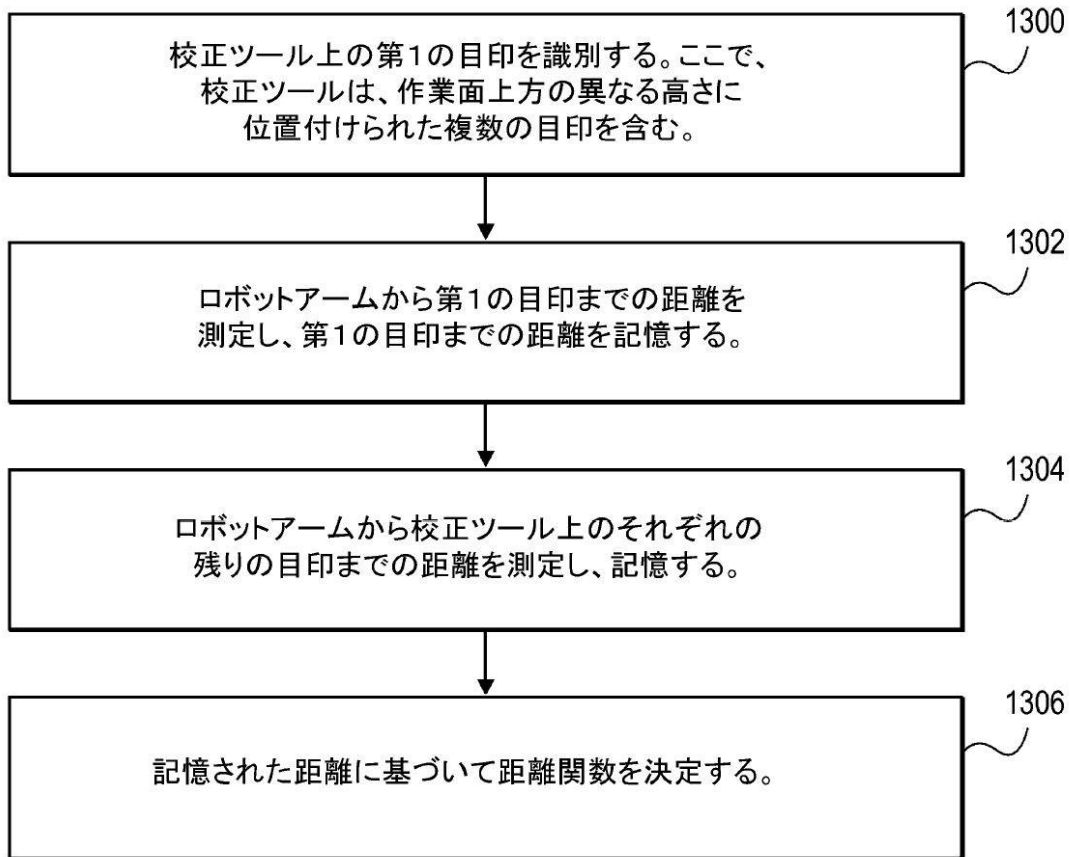 1300
校正ツール上の第1の目印を識別する。ここで、
校正ツールは、作業面上方の異なる高さに
位置付けられた複数の目印を含む。
1302
ロボットアームから第1の目印までの距離を
測定し、第1の目印までの距離を記憶する。
1304
ロボットアームから校正ツール上のそれぞれの
残りの目印までの距離を測定し、記憶する。
1306
記憶された距離に基づいて距離関数を決定する。